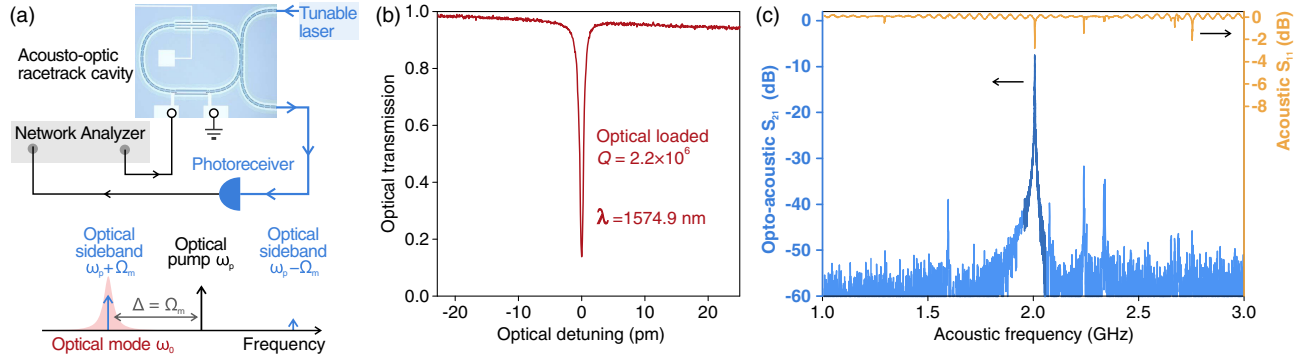 (a)
Tunable
laser
Acousto-optic
racetrack cavity
Network Analyzer
Photoreceiver
Optical
sideband
ωp+Ωm
Optical
pump ωp
Optical
sideband
ωp−Ωm
Δ = Ωm
Optical mode ω0
Frequency
(b)
Optical transmission
1.0
0.8
0.6
0.4
0.2
0.0
Optical loaded
Q = 2.2×10⁶
λ =1574.9 nm
-20
-10
0
10
20
Optical detuning (pm)
(c)
Opto-acoustic S21 (dB)
0
-10
-20
-30
-40
-50
-60
1.0
1.5
2.0
2.5
3.0
Acoustic frequency (GHz)
0
-2
-4
-6
-8
Acoustic S11 (dB)